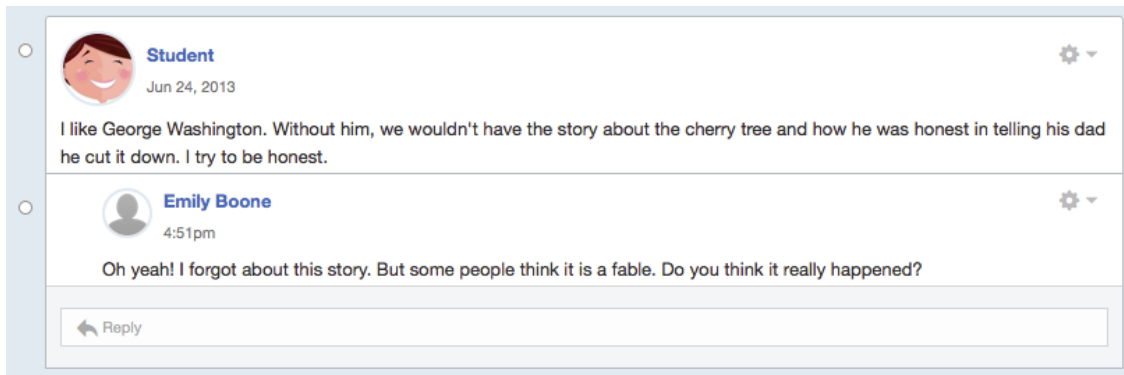 Student
Jun 24, 2013
I like George Washington. Without him, we wouldn't have the story about the cherry tree and how he was honest in telling his dad
he cut it down. I try to be honest.
Emily Boone
4:51pm
Oh yeah! I forgot about this story. But some people think it is a fable. Do you think it really happened?
Reply